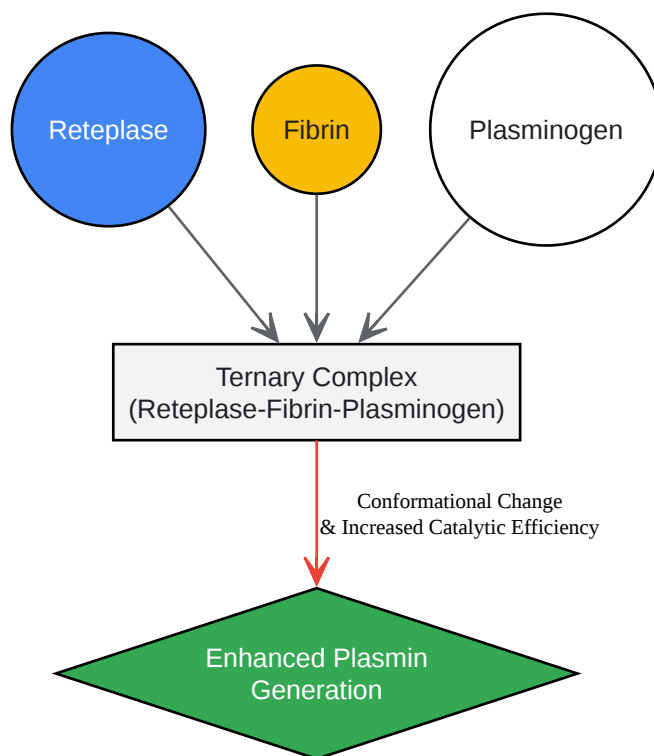 Reteplase
Fibrin
Plasminogen
Ternary Complex
(Reteplase-Fibrin-Plasminogen)
Conformational Change
& Increased Catalytic Efficiency
Enhanced Plasmin
Generation